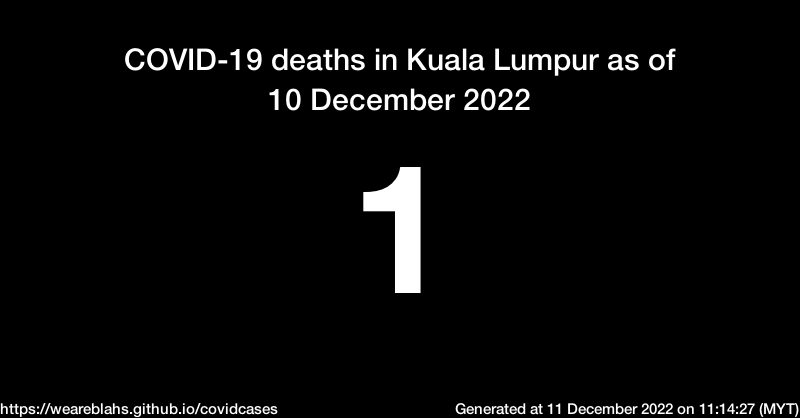 COVID-19 deaths in Kuala Lumpur as of
10 December 2022
1
https://weareblahs.github.io/covidcases
Generated at 11 December 2022 on 11:14:27 (MYT)